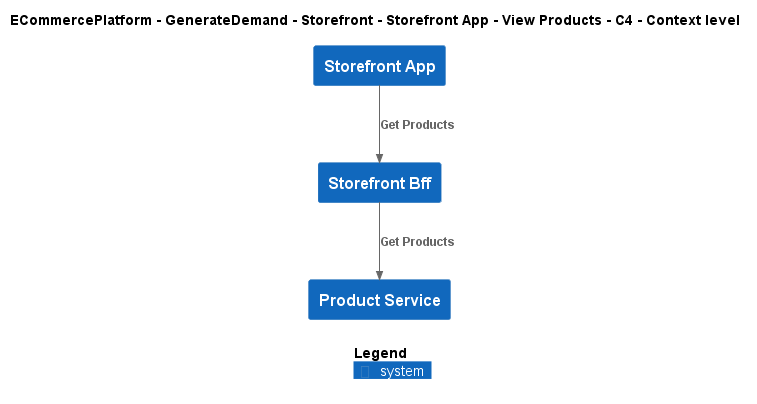 ECommercePlatform - GenerateDemand - Storefront - Storefront App - View Products - C4 - Context level
Storefront App
Get Products
Storefront Bff
Get Products
Product Service
Legend
system